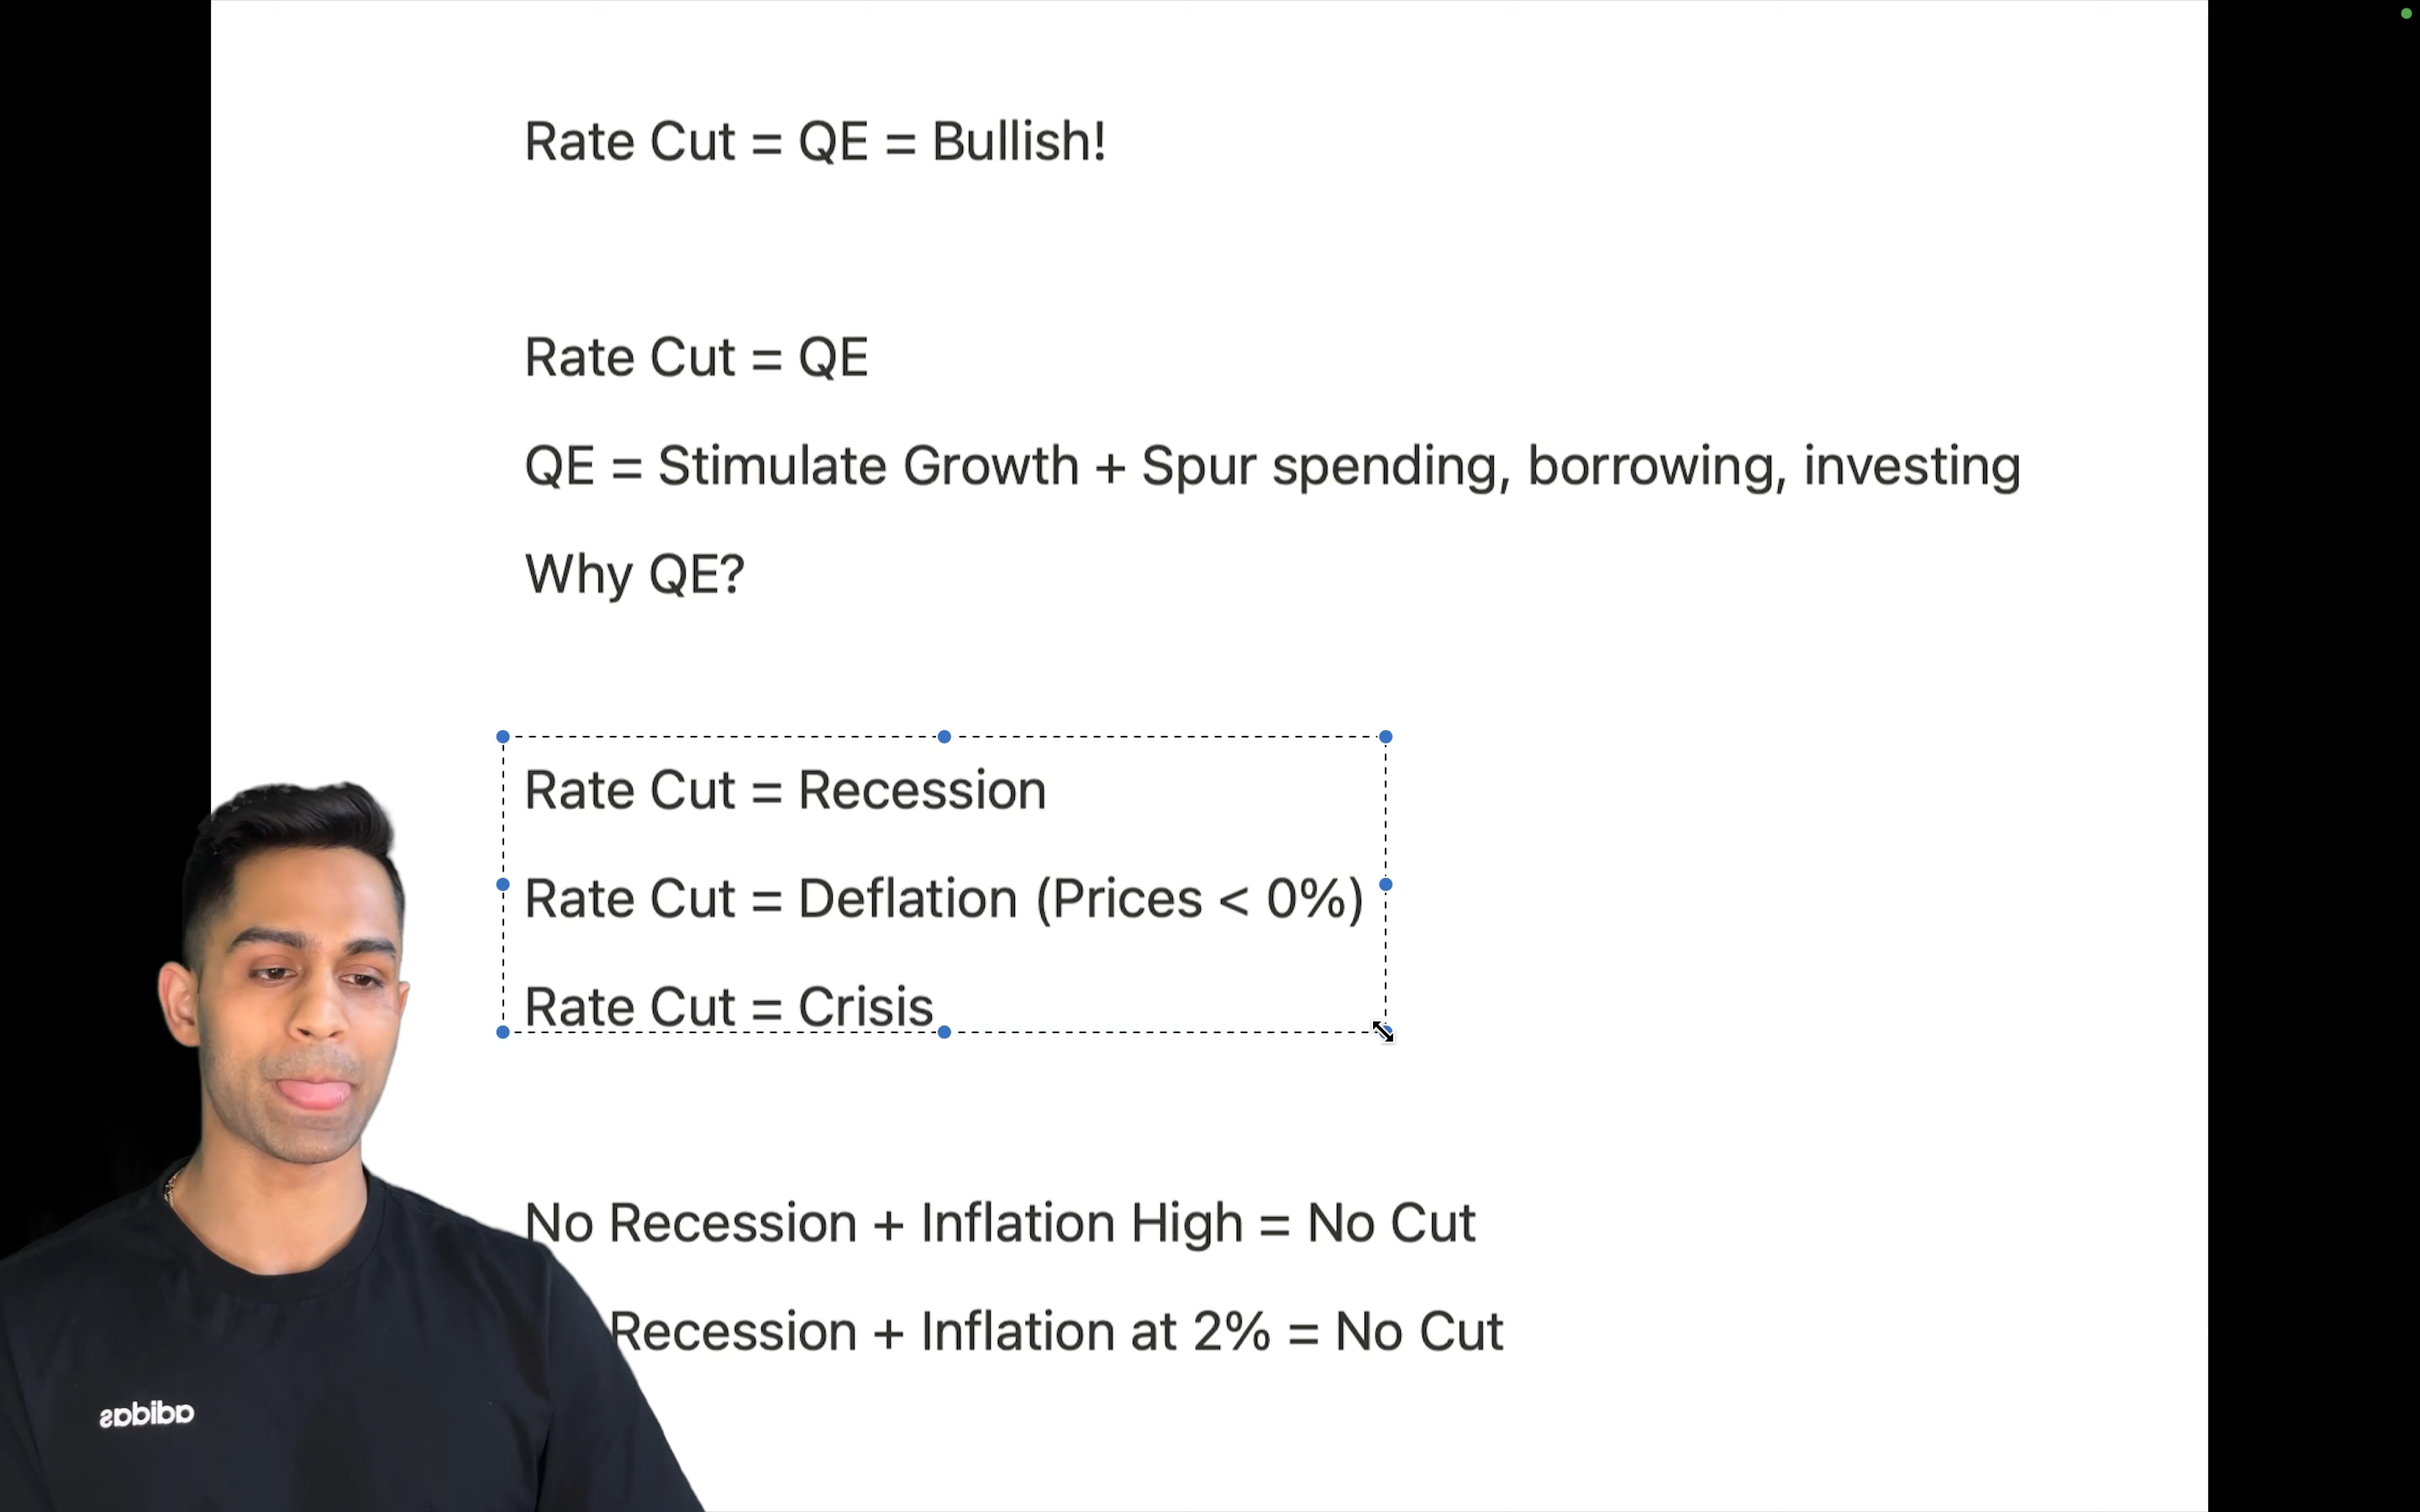 Rate Cut = QE = Bullish!
Rate Cut = QE
QE = Stimulate Growth + Spur spending, borrowing, investing
Why QE?
Rate Cut = Recession
Rate Cut = Deflation (Prices < 0%)
Rate Cut = Crisis
No Recession + Inflation High = No Cut
Recession + Inflation at 2% = No Cut
adidas